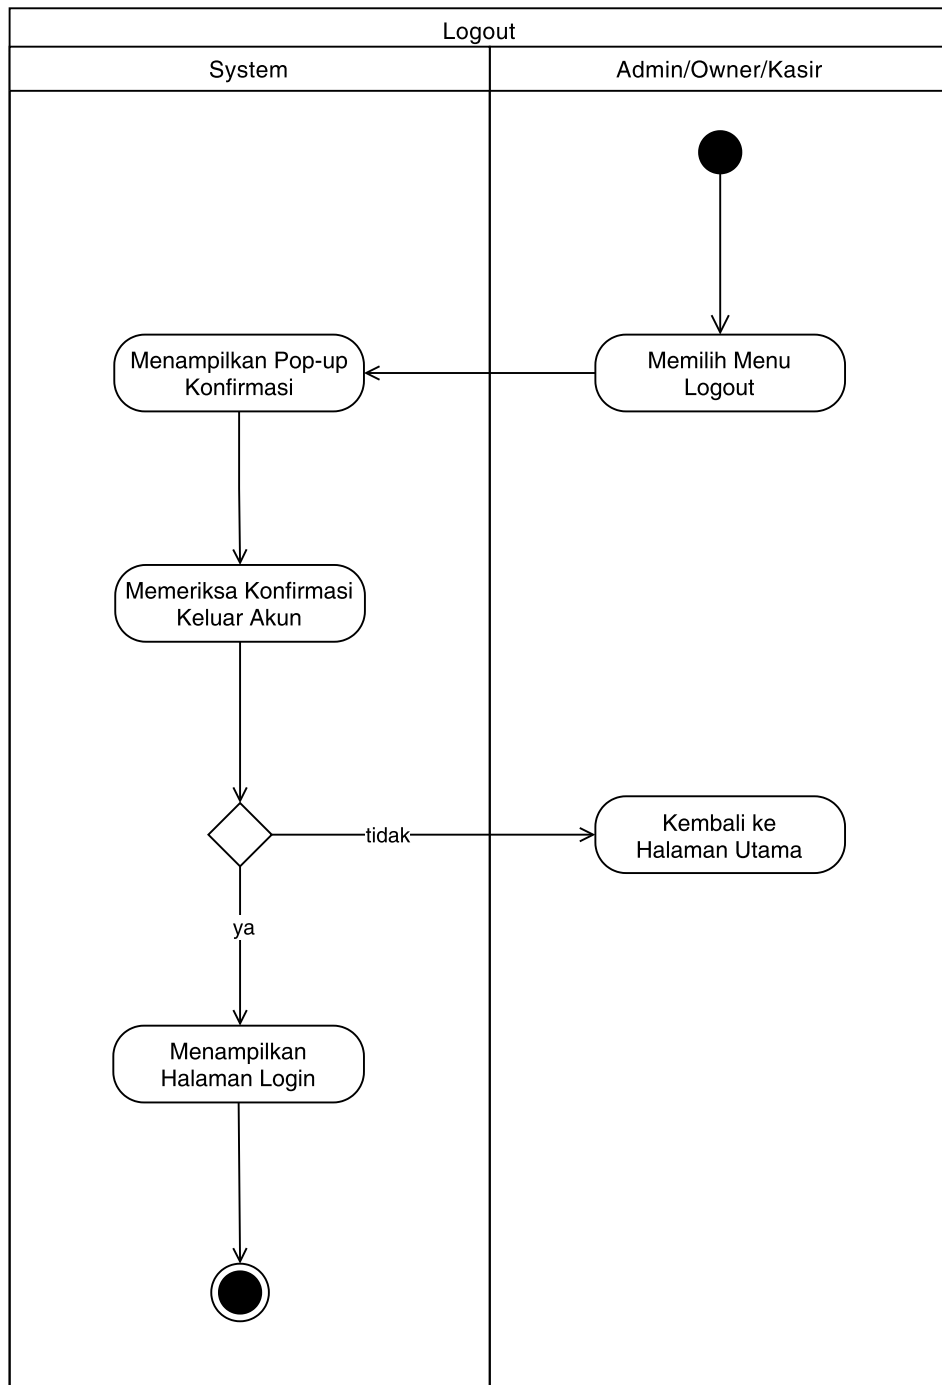 Logout
System
Admin/Owner/Kasir
Menampilkan Pop-up
Konfirmasi
Memilih Menu
Logout
Memeriksa Konfirmasi
Keluar Akun
tidak
Kembali ke
Halaman Utama
ya
Menampilkan
Halaman Login